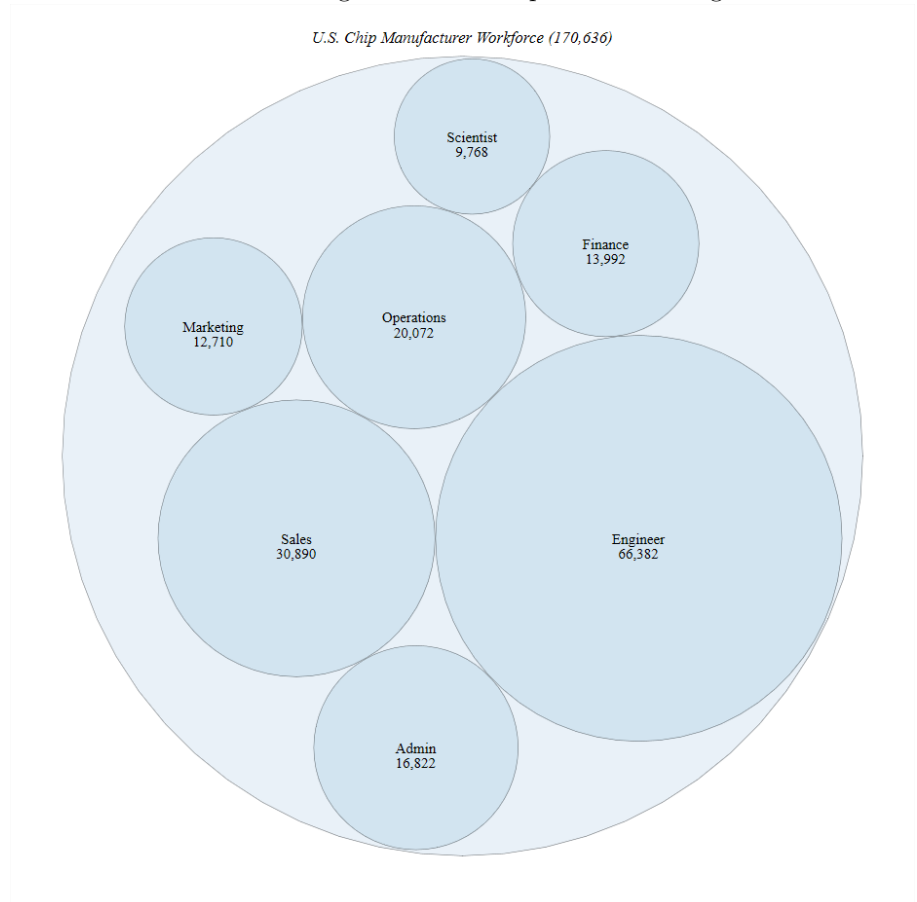 U.S. Chip Manufacturer Workforce (170,636)
Scientist
9,768
Finance
13,992
Operations
20,072
Marketing
12,710
Sales
30,890
Engineer
66,382
Admin
16,822